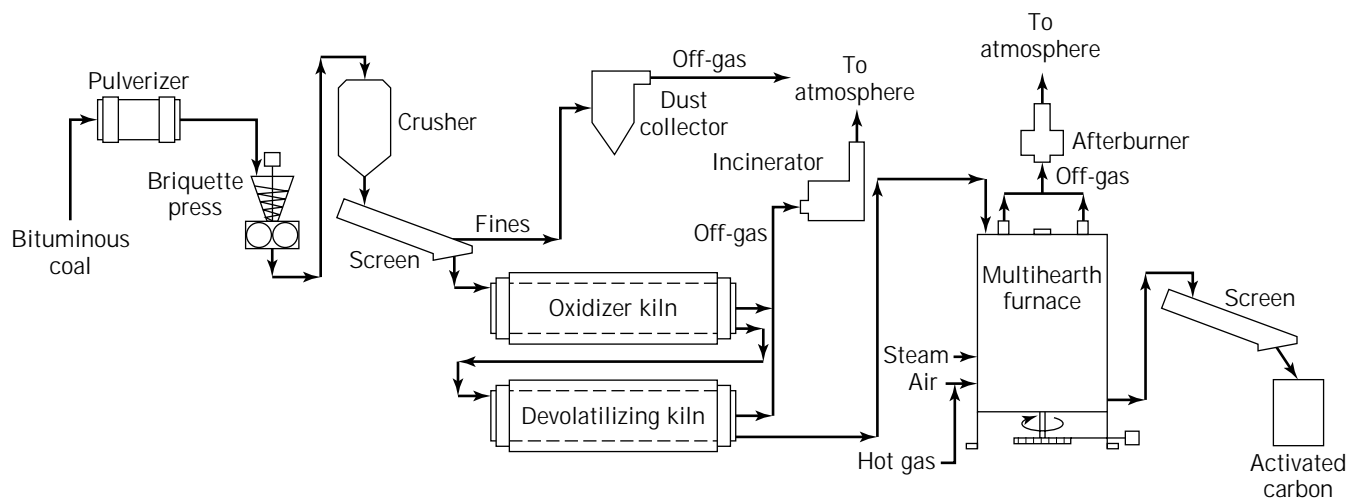 Pulverizer
Bituminous
coal
Briquette
press
Crusher
Screen
Fines
Off-gas
Dust
collector
To
atmosphere
Incinerator
Off-gas
Oxidizer kiln
Devolatilizing kiln
To
atmosphere
Afterburner
Off-gas
Multihearth
furnace
Steam
Air
Hot gas
Screen
Activated
carbon